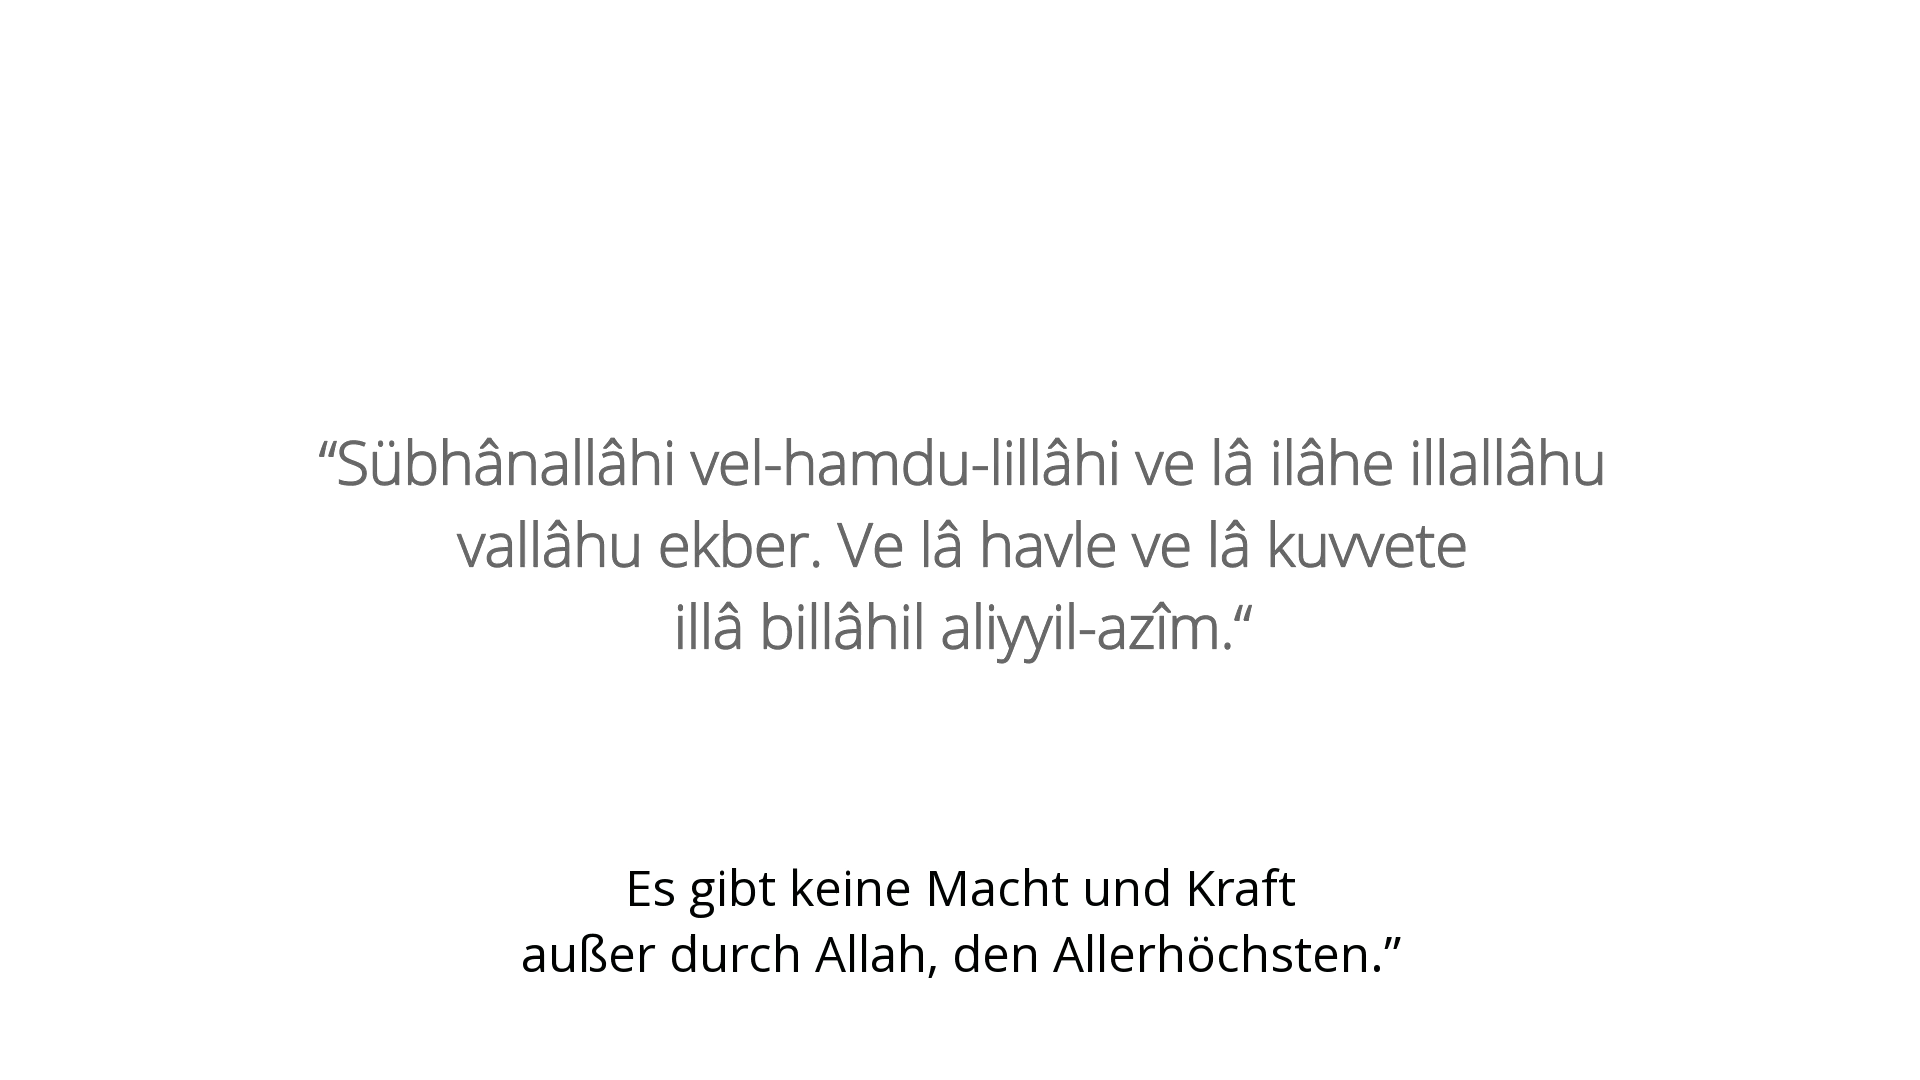 “Sübhânallâhi vel-hamdu-lillâhi ve lâ ilâhe illallâhu
vallâhu ekber. Ve lâ havle ve lâ kuvvete
illâ billâhil aliyyil-azîm.“
Es gibt keine Macht und Kraft
außer durch Allah, den Allerhöchsten.”